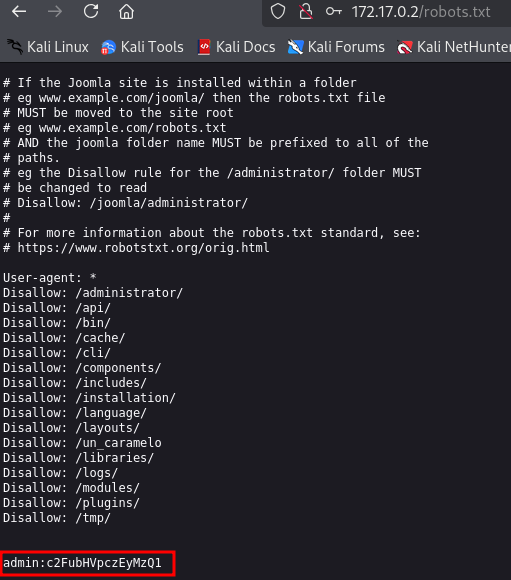 172.17.0.2/robots.txt
Kali Linux
Kali Tools
Kali Docs
Kali Forums
Kali NetHunter
# If the Joomla site is installed within a folder
# eg www.example.com/joomla/ then the robots.txt file
# MUST be moved to the site root
# eg www.example.com/robots.txt
# AND the joomla folder name MUST be prefixed to all of the
# paths.
# eg the Disallow rule for the /administrator/ folder MUST
# be changed to read
# Disallow: /joomla/administrator/
#
# For more information about the robots.txt standard, see:
# https://www.robotstxt.org/orig.html
User-agent: *
Disallow: /administrator/
Disallow: /api/
Disallow: /bin/
Disallow: /cache/
Disallow: /cli/
Disallow: /components/
Disallow: /includes/
Disallow: /installation/
Disallow: /language/
Disallow: /layouts/
Disallow: /un_caramelo
Disallow: /libraries/
Disallow: /logs/
Disallow: /modules/
Disallow: /plugins/
Disallow: /tmp/
admin:c2FubHVpczEyMzQ1